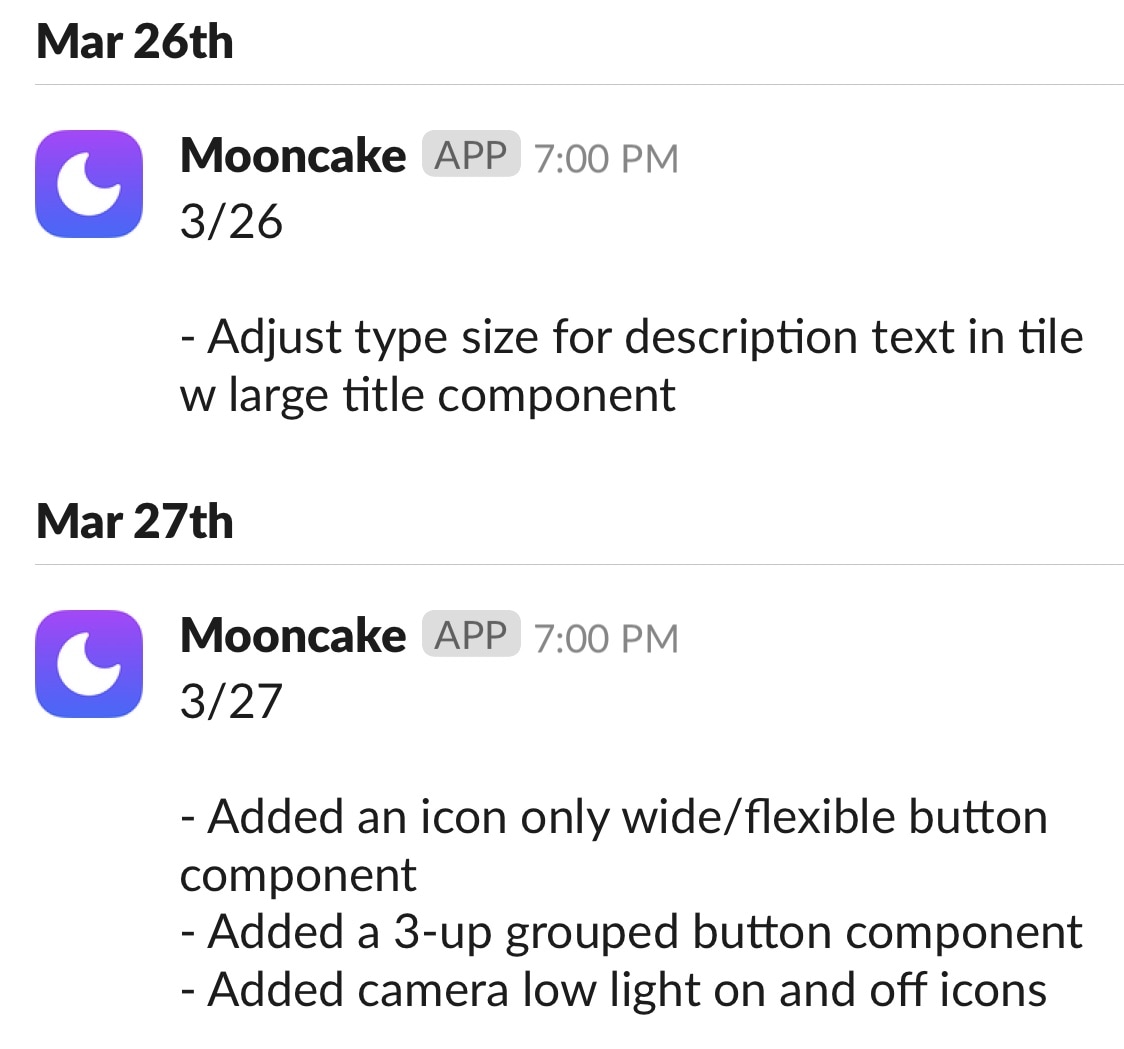 Mar 26th
Mooncake APP 7:00 PM
3/26
- Adjust type size for description text in tile
w large title component
Mar 27th
Mooncake APP 7:00 PM
3/27
- Added an icon only wide/flexible button
component
- Added a 3-up grouped button component
- Added camera low light on and off icons